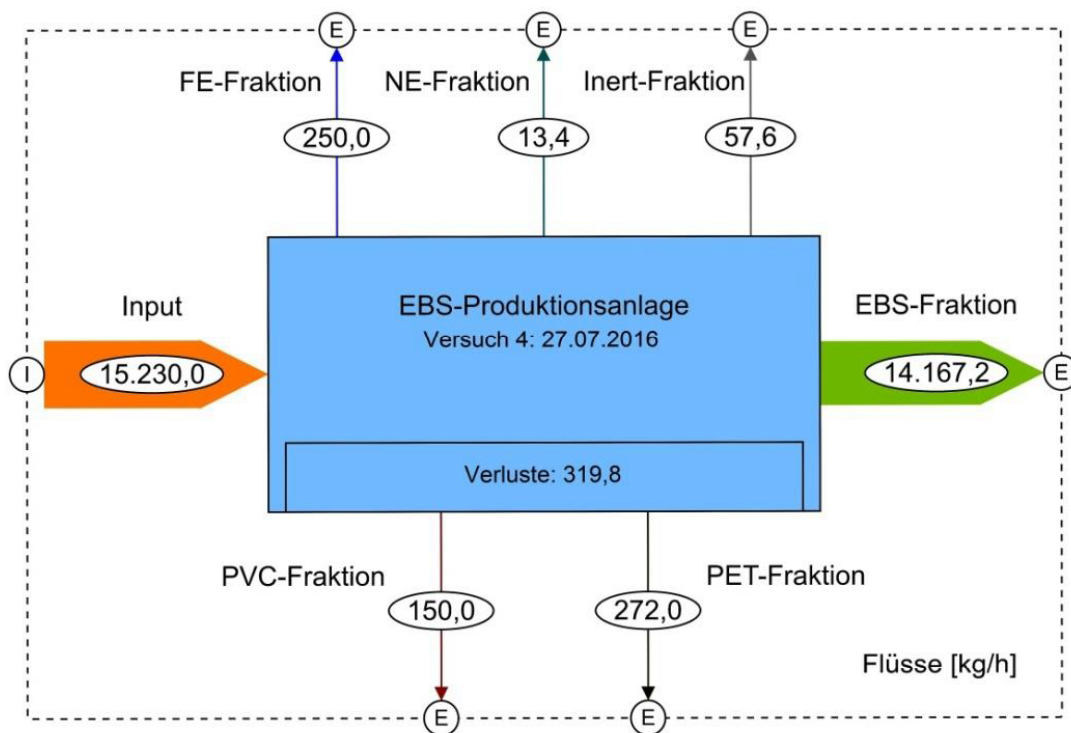 E E E
FE-Fraktion NE-Fraktion Inert-Fraktion
250,0 13,4 57,6
Input EBS-Produktionsanlage EBS-Fraktion
Versuch 4: 27.07.2016
I 15.230,0 14.167,2 E
Verluste: 319,8
PVC-Fraktion PET-Fraktion
150,0 272,0
Flüsse [kg/h]
E E